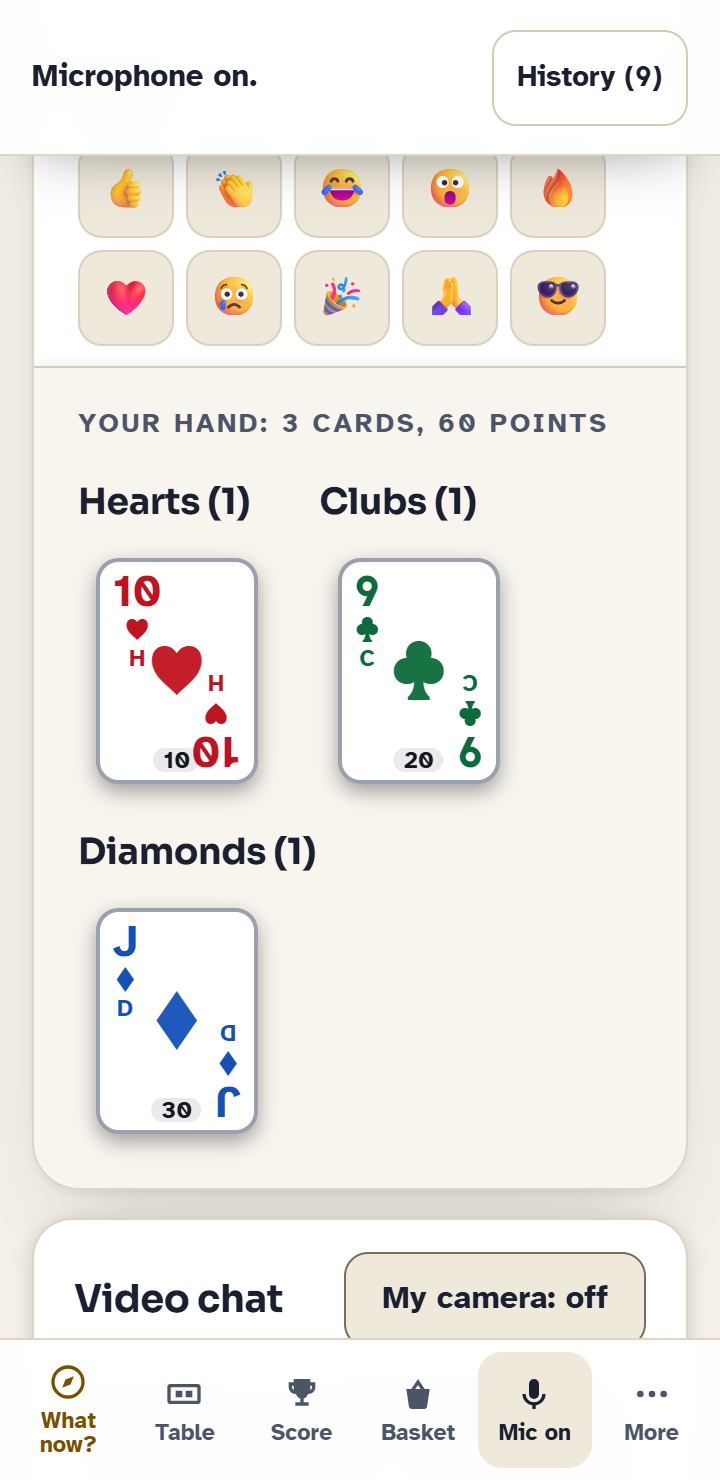 Microphone on.
History (9)
YOUR HAND: 3 CARDS, 60 POINTS
Hearts (1)
Clubs (1)
10
H
H
10
10
9
C
C
20
9
Diamonds (1)
J
D
D
30
J
Video chat
My camera: off
What now?
Table
Score
Basket
Mic on
More